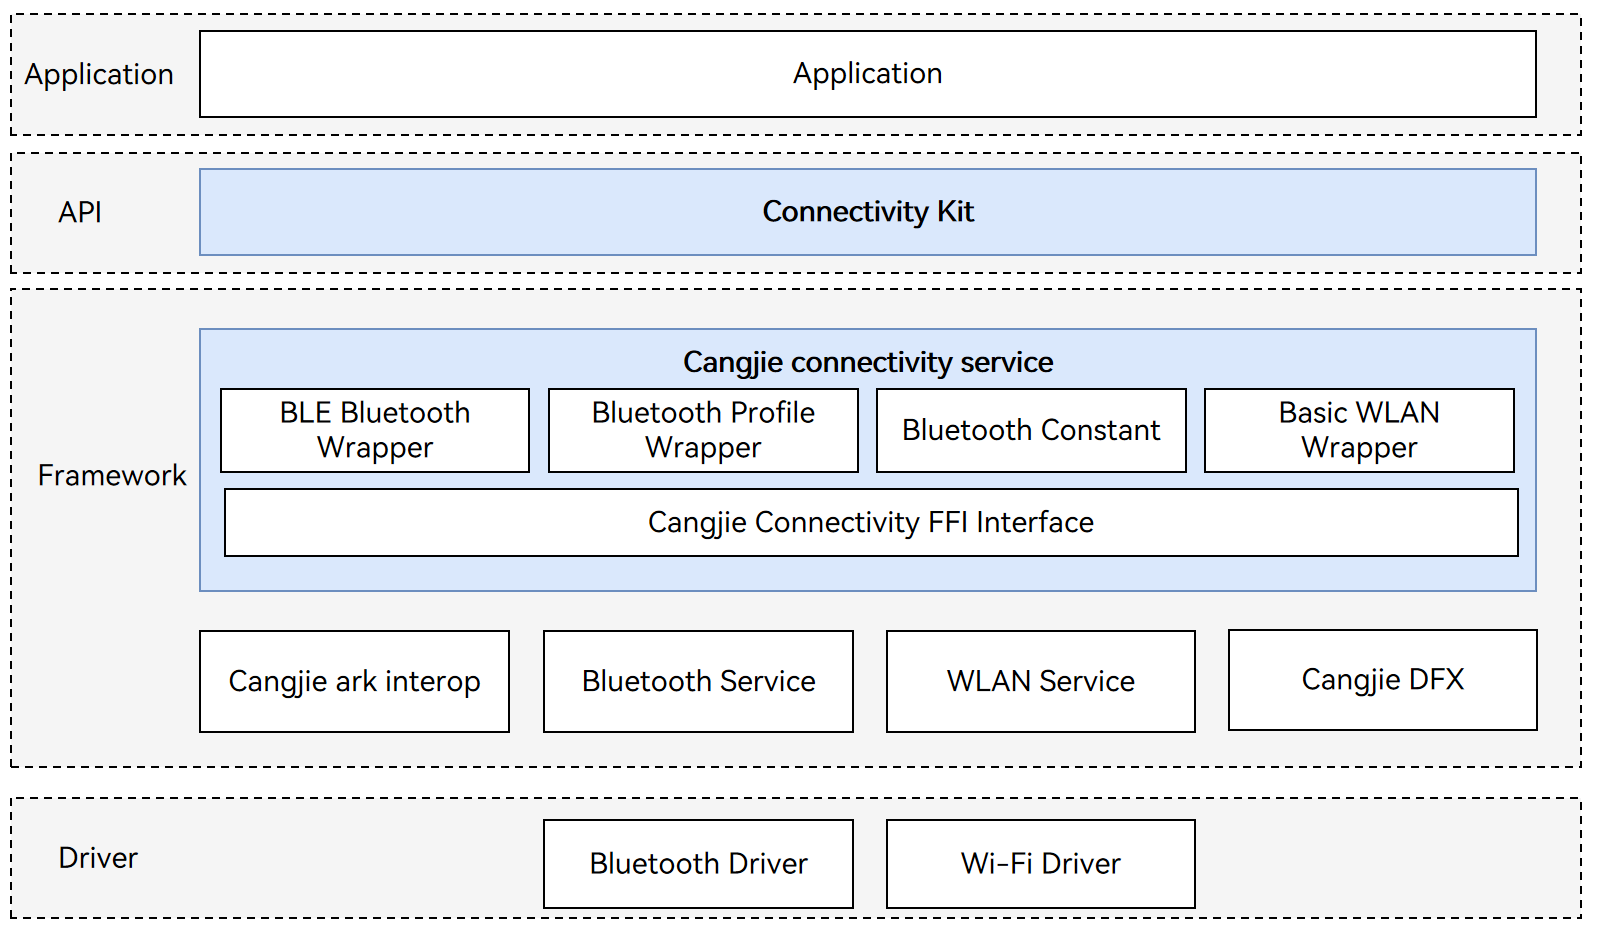 Application
Application
API
Connectivity Kit
Framework
Cangjie connectivity service
BLE Bluetooth
Wrapper
Bluetooth Profile
Wrapper
Bluetooth Constant
Basic WLAN
Wrapper
Cangjie Connectivity FFI Interface
Cangjie ark interop
Bluetooth Service
WLAN Service
Cangjie DFX
Driver
Bluetooth Driver
Wi-Fi Driver